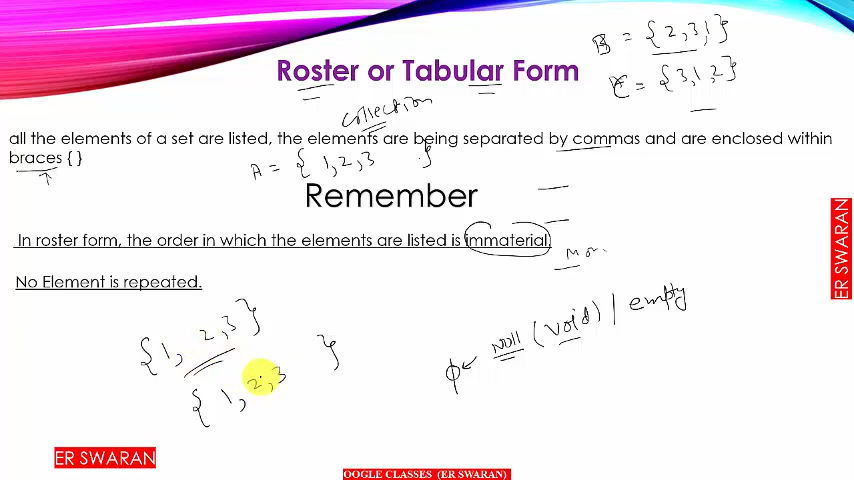 B = {2,3,1}
Roster or Tabular Form
C = {3,1,2}
collection
all the elements of a set are listed, the elements are being separated by commas and are enclosed within
braces { }
A = { 1,2,3 }
Remember
In roster form, the order in which the elements are listed is immaterial.
No Element is repeated.
{1, 2,3}
{ 1,2,3 }
ϕ Null (void) | empty
ER SWARAN
ER SWARAN
OOGLE CLASSES (ER SWARAN)